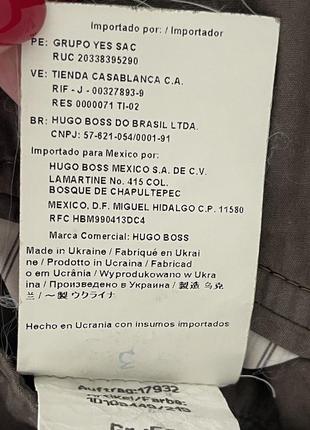 Importado por: / Importador
PE: GRUPO YES SAC
RUC 20338395290
VE: TIENDA CASABLANCA C.A.
RIF - J - 00327893-9
RES 0000071 TI-02
BR: HUGO BOSS DO BRASIL LTDA.
CNPJ: 57-621-054/0001-91
Importado para Mexico por:
HUGO BOSS MEXICO S.A. DE C.V.
LAMARTINE No. 415 COL.
BOSQUE DE CHAPULTEPEC
MEXICO, D.F. MIGUEL HIDALGO C.P. 11580
RFC HBM990413DC4
Marca Comercial: HUGO BOSS
Made in Ukraine / Fabriqué en Ukrai
ne / Prodotto in Ucraina / Fabricad
o em Ucrânia / Wyprodukowano w Ukra
ina / Произведено в Украина / 製造 乌克
兰 / ～製 ウクライナ
Hecho en Ucrania con insumos importados
3
Auftrag:17932
Artikel/Farbe: